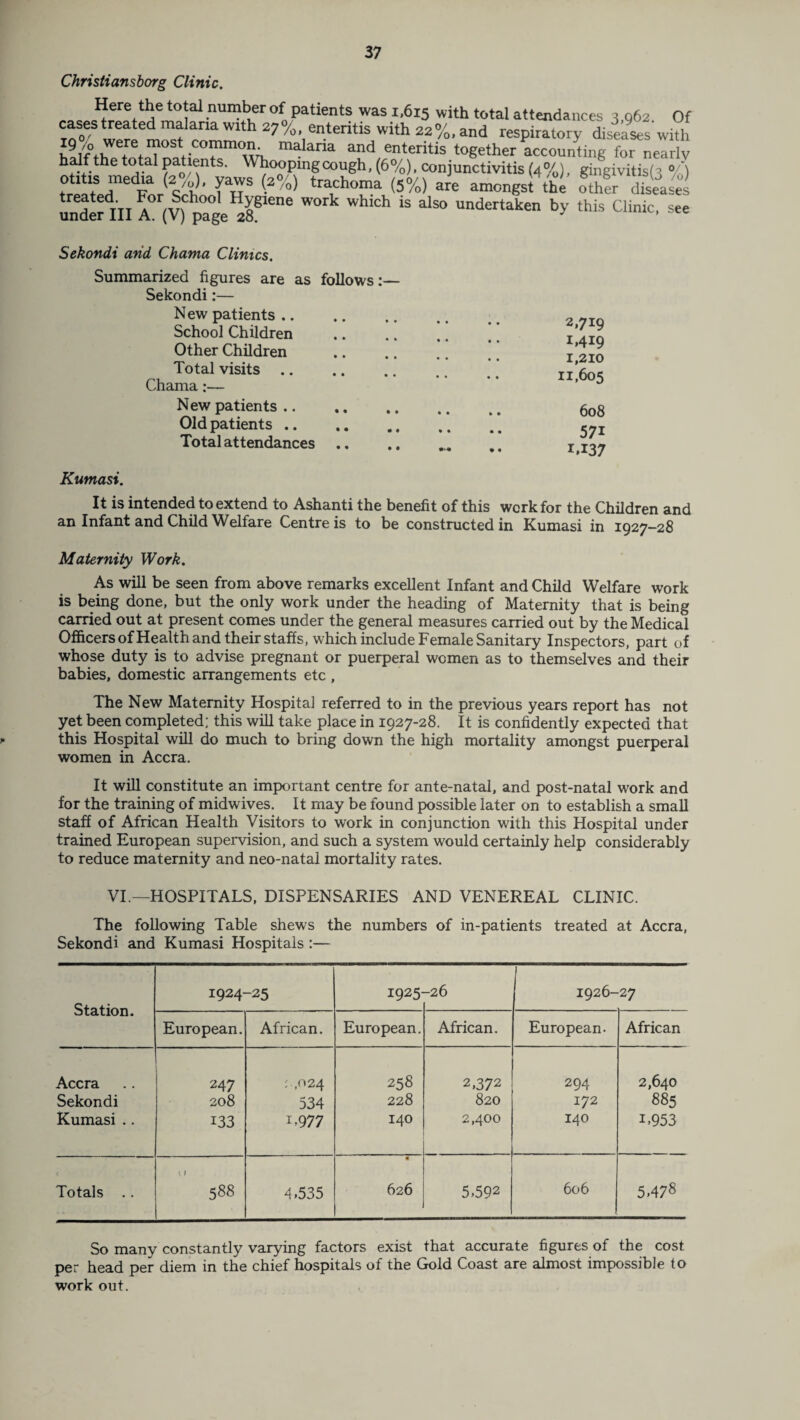 37
Christiansborg Clinic.
Here the total number of patients was 1,615 with total attendances 3,962. Of
cases treated malaria with 27%, enteritis with 22%, and respiratory diseases with
19% were most common. malaria and enteritis together accounting for nearly
half the total patients. Whooping cough, (6%), conjunctivitis (4%), gingivitis (3 %)
otitis media (2%), yaws (2%) trachoma (5%) are amongst the other diseases
treated. For School Hygiene work which is also undertaken by this Clinic, see
under III A. (V) page 28.
Sekondi and Chama Clinics.
Summarized figures are as follows:—
Sekondi:—
New patients .. .. .. .. .. 2,719
School Children .. .. .. .. 1,419
Other Children .. .. .. .. 1,210
Total visits .. .. .. .. .. 11,605
Chama:—
New patients .. .. .. .. .. 608
Old patients .. .. .. .. .. 571
Total attendances .. .. .. .. 1,137
Kumasi.
It is intended to extend to Ashanti the benefit of this work for the Children and
an Infant and Child Welfare Centre is to be constructed in Kumasi in 1927-28
Maternity Work.
As will be seen from above remarks excellent Infant and Child Welfare work
is being done, but the only work under the heading of Maternity that is being
carried out at present comes under the general measures carried out by the Medical
Officers of Health and their staffs, which include Female Sanitary Inspectors, part of
whose duty is to advise pregnant or puerperal women as to themselves and their
babies, domestic arrangements etc ,
The New Maternity Hospital referred to in the previous years report has not
yet been completed; this will take place in 1927-28. It is confidently expected that
this Hospital will do much to bring down the high mortality amongst puerperal
women in Accra.
It will constitute an important centre for ante-natal, and post-natal work and
for the training of midwives. It may be found possible later on to establish a small
staff of African Health Visitors to work in conjunction with this Hospital under
trained European supervision, and such a system would certainly help considerably
to reduce maternity and neo-natal mortality rates.
VI.—HOSPITALS, DISPENSARIES AND VENEREAL CLINIC.
The following Table shews the numbers of in-patients treated at Accra,
Sekondi and Kumasi Hospitals :—
Station. 1924-25 1925-26 1926-27
European. African. European. African. European. African
Accra .. 247 ,024 258 2,372 294 2,640
Sekondi 208 534 228 820 172 885
Kumasi .. 133 1,977 140 2,400 140 1,953
Totals .. 588 4,535 626 5,592 606 5,478
So many constantly varying factors exist that accurate figures of the cost
per head per diem in the chief hospitals of the Gold Coast are almost impossible to
work out.